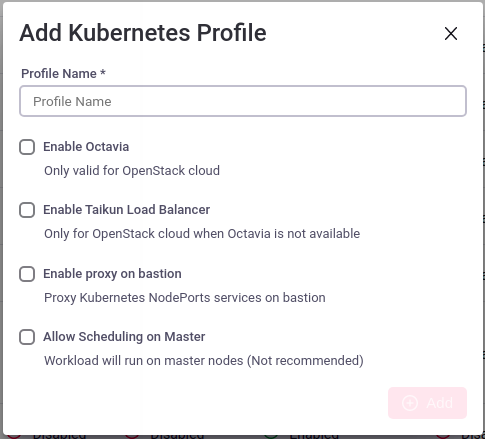 Add Kubernetes Profile
Profile Name *
Profile Name
Enable Octavia
Only valid for OpenStack cloud
Enable Taikun Load Balancer
Only for OpenStack cloud when Octavia is not available
Enable proxy on bastion
Proxy Kubernetes NodePorts services on bastion
Allow Scheduling on Master
Workload will run on master nodes (Not recommended)
Add